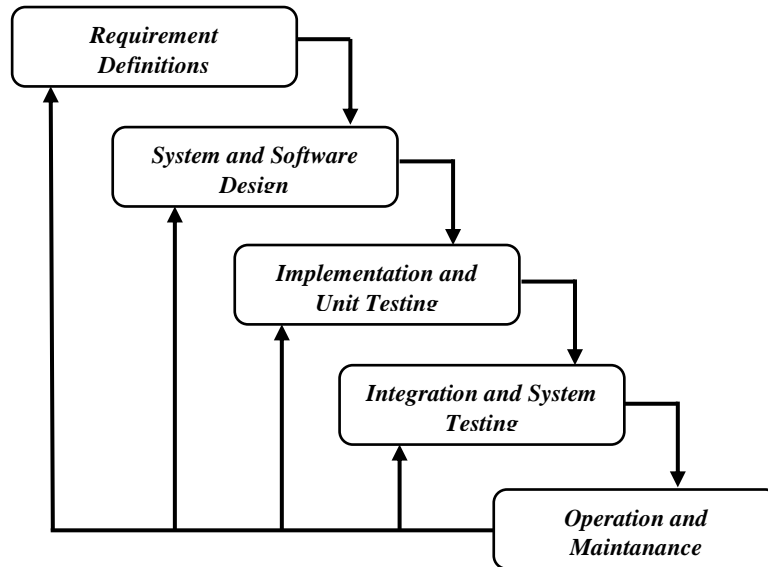 Requirement
Definitions
System and Software
Design
Implementation and
Unit Testing
Integration and System
Testing
Operation and
Maintanance